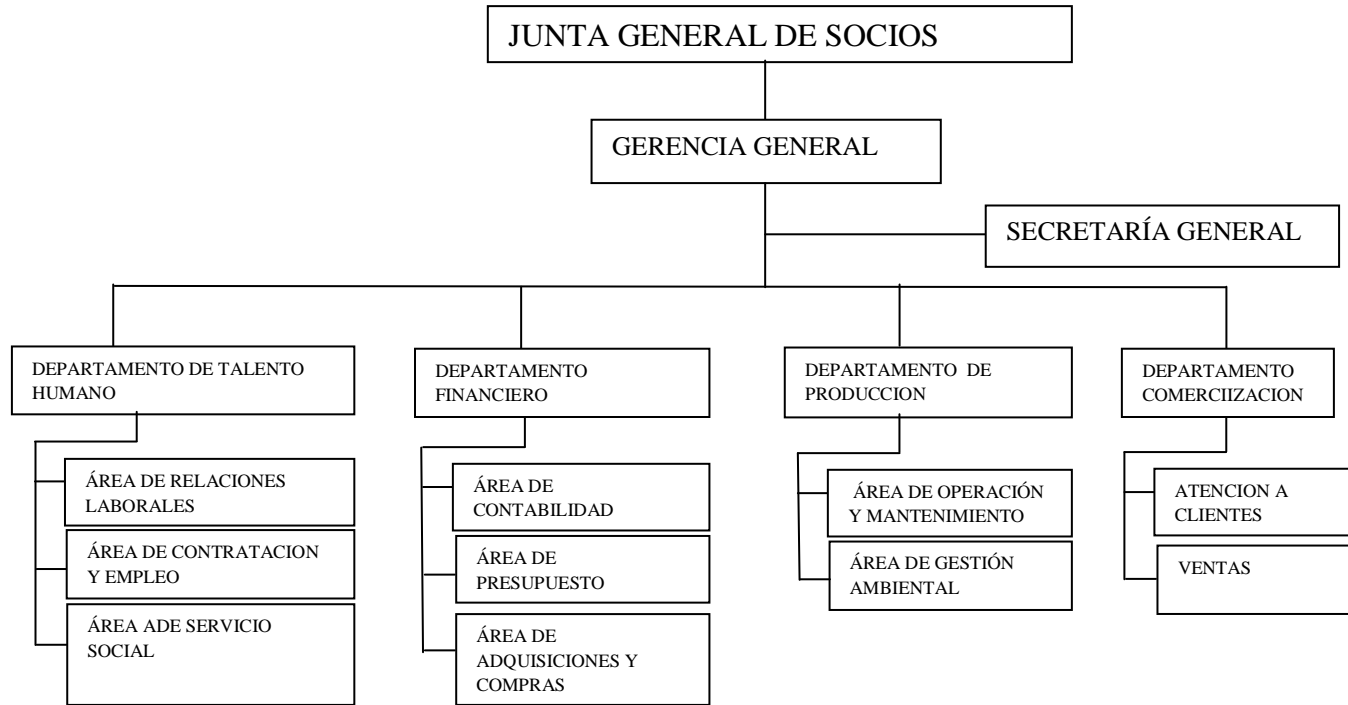 JUNTA GENERAL DE SOCIOS
GERENCIA GENERAL
SECRETARÍA GENERAL
DEPARTAMENTO DE TALENTO
HUMANO
ÁREA DE RELACIONES
LABORALES
ÁREA DE CONTRATACION
Y EMPLEO
ÁREA ADE SERVICIO
SOCIAL
DEPARTAMENTO
FINANCIERO
ÁREA DE
CONTABILIDAD
ÁREA DE
PRESUPUESTO
ÁREA DE
ADQUISICIONES Y
COMPRAS
DEPARTAMENTO DE
PRODUCCION
ÁREA DE OPERACIÓN
Y MANTENIMIENTO
ÁREA DE GESTIÓN
AMBIENTAL
DEPARTAMENTO
COMERCIIZACION
ATENCION A
CLIENTES
VENTAS